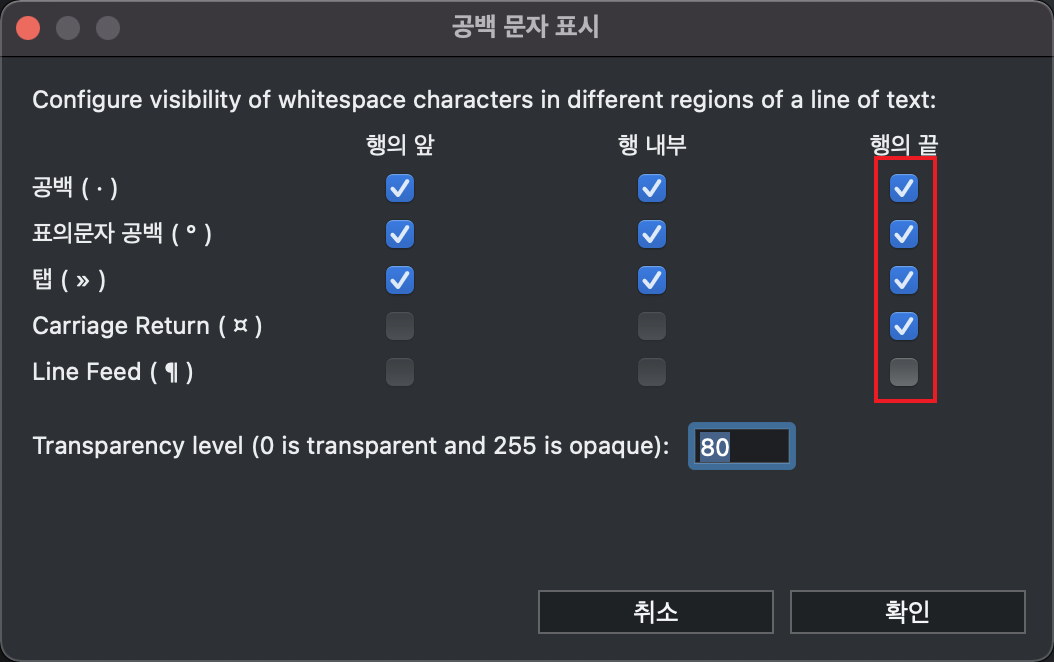 공백 문자 표시
Configure visibility of whitespace characters in different regions of a line of text:
행의 앞 행 내부 행의 끝
공백 ( · )
표의문자 공백 ( ° )
탭 ( » )
Carriage Return ( ¤ )
Line Feed ( ¶ )
Transparency level (0 is transparent and 255 is opaque): 80
취소 확인